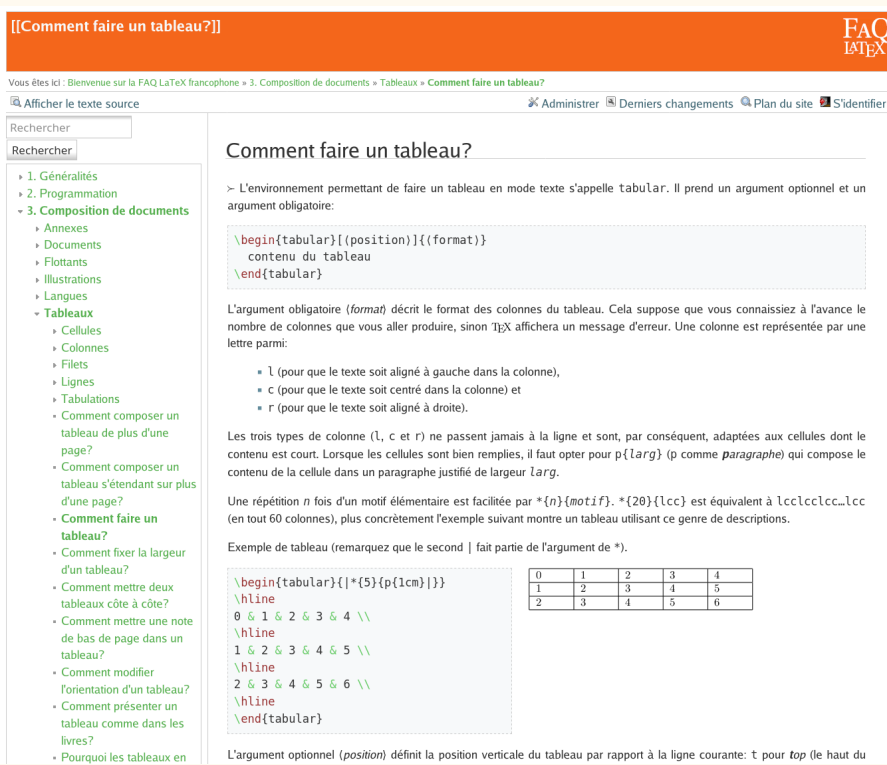 [[Comment faire un tableau?]]
FAQ
LATEX
Vous êtes ici : Bienvenue sur la FAQ LaTeX francophone » 3. Composition de documents » Tableaux » Comment faire un tableau?
Afficher le texte source
Administrer Derniers changements Plan du site S'identifier
Rechercher
Rechercher
1. Généralités
2. Programmation
3. Composition de documents
Annexes
Documents
Flottants
Illustrations
Langues
Tableaux
Cellules
Colonnes
Filets
Lignes
Tabulations
Comment composer un
tableau de plus d'une
page?
Comment composer un
tableau s'étendant sur plus
d'une page?
Comment faire un
tableau?
Comment fixer la largeur
d'un tableau?
Comment mettre deux
tableaux côte à côte?
Comment mettre une note
de bas de page dans un
tableau?
Comment modifier
l'orientation d'un tableau?
Comment présenter un
tableau comme dans les
livres?
Pourquoi les tableaux en
Comment faire un tableau?
≻ L'environnement permettant de faire un tableau en mode texte s'appelle tabular. Il prend un argument optionnel et un
argument obligatoire:
\begin{tabular}[⟨position⟩]{⟨format⟩}
contenu du tableau
\end{tabular}
L'argument obligatoire ⟨format⟩ décrit le format des colonnes du tableau. Cela suppose que vous connaissiez à l'avance le
nombre de colonnes que vous aller produire, sinon TEX affichera un message d'erreur. Une colonne est représentée par une
lettre parmi:
l (pour que le texte soit aligné à gauche dans la colonne),
c (pour que le texte soit centré dans la colonne) et
r (pour que le texte soit aligné à droite).
Les trois types de colonne (l, c et r) ne passent jamais à la ligne et sont, par conséquent, adaptées aux cellules dont le
contenu est court. Lorsque les cellules sont bien remplies, il faut opter pour p{larg} (p comme paragraphe) qui compose le
contenu de la cellule dans un paragraphe justifié de largeur larg.
Une répétition n fois d'un motif élémentaire est facilitée par *{n}{motif}. *{20}{lcc} est équivalent à lcclcclcc…lcc
(en tout 60 colonnes), plus concrètement l'exemple suivant montre un tableau utilisant ce genre de descriptions.
Exemple de tableau (remarquez que le second | fait partie de l'argument de *).
\begin{tabular}{|*{5}{p{1cm}|}}
\hline
0 & 1 & 2 & 3 & 4 \\
\hline
1 & 2 & 3 & 4 & 5 \\
\hline
2 & 3 & 4 & 5 & 6 \\
\hline
\end{tabular}
0 1 2 3 4
1 2 3 4 5
2 3 4 5 6
L'argument optionnel ⟨position⟩ définit la position verticale du tableau par rapport à la ligne courante: t pour top (le haut du